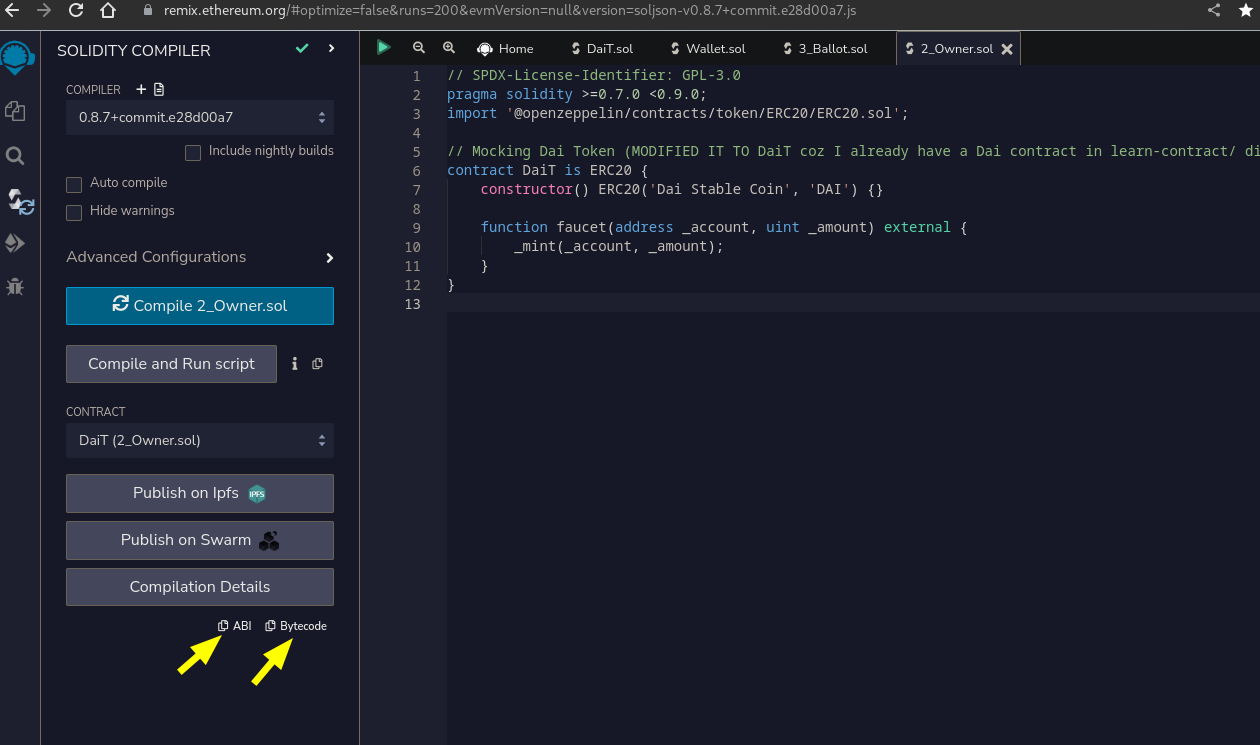 remix.ethereum.org/#optimize=false&runs=200&evmVersion=null&version=soljson-v0.8.7+commit.e28d00a7.js
SOLIDITY COMPILER
COMPILER
0.8.7+commit.e28d00a7
Include nightly builds
Auto compile
Hide warnings
Advanced Configurations
Compile 2_Owner.sol
Compile and Run script
CONTRACT
DaiT (2_Owner.sol)
Publish on Ipfs IPFS
Publish on Swarm
Compilation Details
ABI Bytecode
Home DaiT.sol Wallet.sol 3_Ballot.sol 2_Owner.sol
1 // SPDX-License-Identifier: GPL-3.0
2 pragma solidity >=0.7.0 <0.9.0;
3 import '@openzeppelin/contracts/token/ERC20/ERC20.sol';
4
5 // Mocking Dai Token (MODIFIED IT TO DaiT coz I already have a Dai contract in learn-contract/ di
6 contract DaiT is ERC20 {
7 constructor() ERC20('Dai Stable Coin', 'DAI') {}
8
9 function faucet(address _account, uint _amount) external {
10 _mint(_account, _amount);
11 }
12 }
13